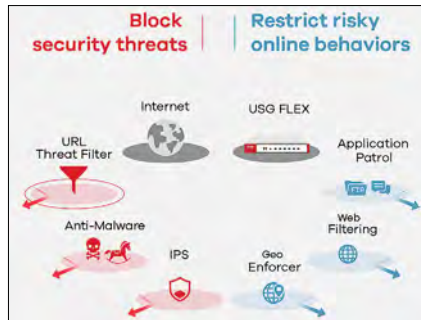 Block
security threats
Restrict risky
online behaviors
Internet
USG FLEX
URL
Threat Filter
Application
Patrol
FTP
Anti-Malware
Web
Filtering
IPS
Geo
Enforcer